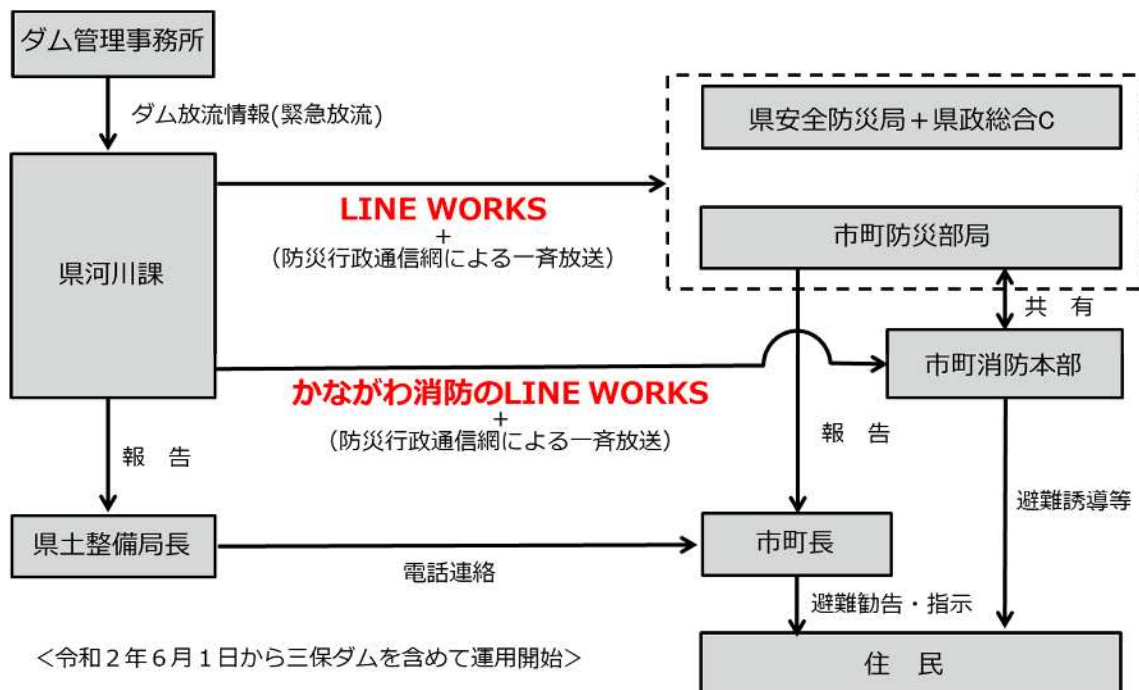 ダム管理事務所
ダム放流情報(緊急放流)
県安全防災局+県政総合C
県河川課
LINE WORKS
+
(防災行政通信網による一斉放送)
市町防災部局
共 有
市町消防本部
かながわ消防のLINE WORKS
+
(防災行政通信網による一斉放送)
報 告
報 告
避難誘導等
県土整備局長
電話連絡
市町長
避難勧告・指示
<令和2年6月1日から三保ダムを含めて運用開始>
住 民